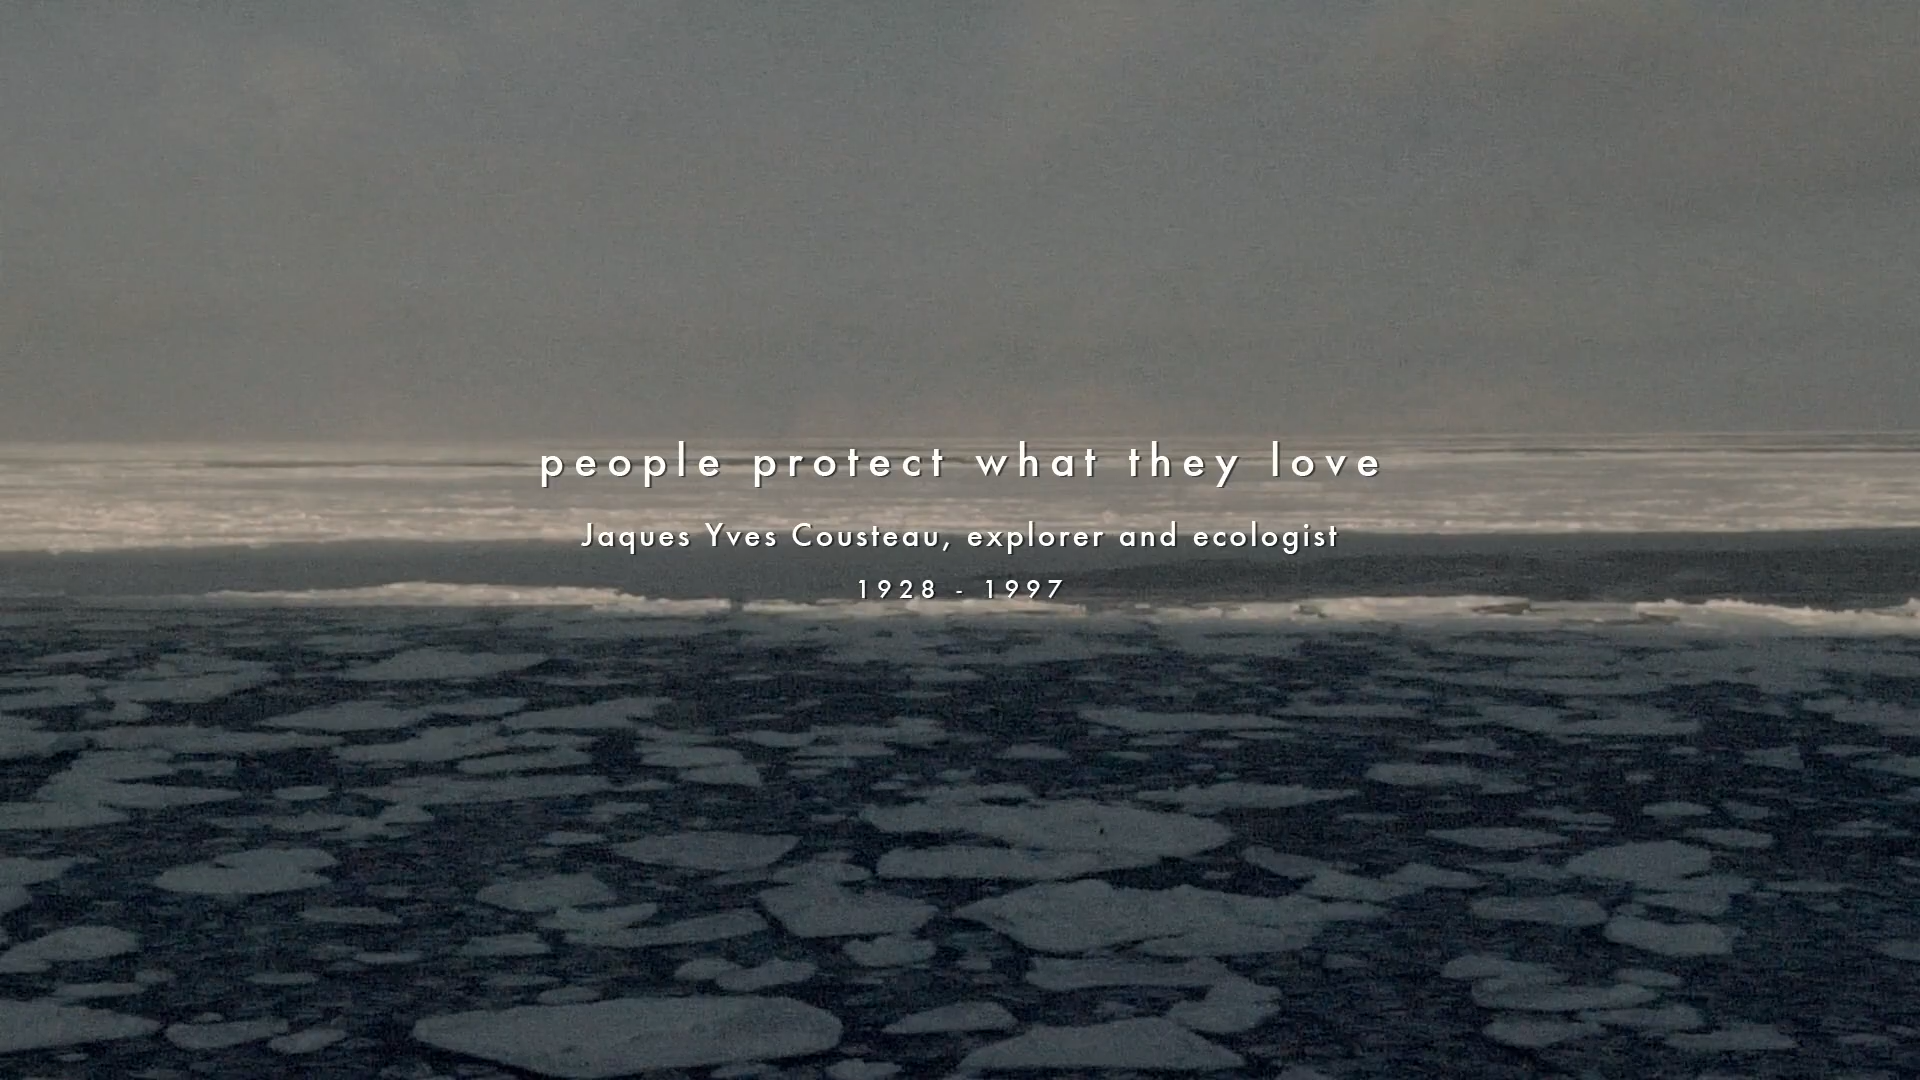 people protect what they love
Jaques Yves Cousteau, explorer and ecologist
1928 - 1997